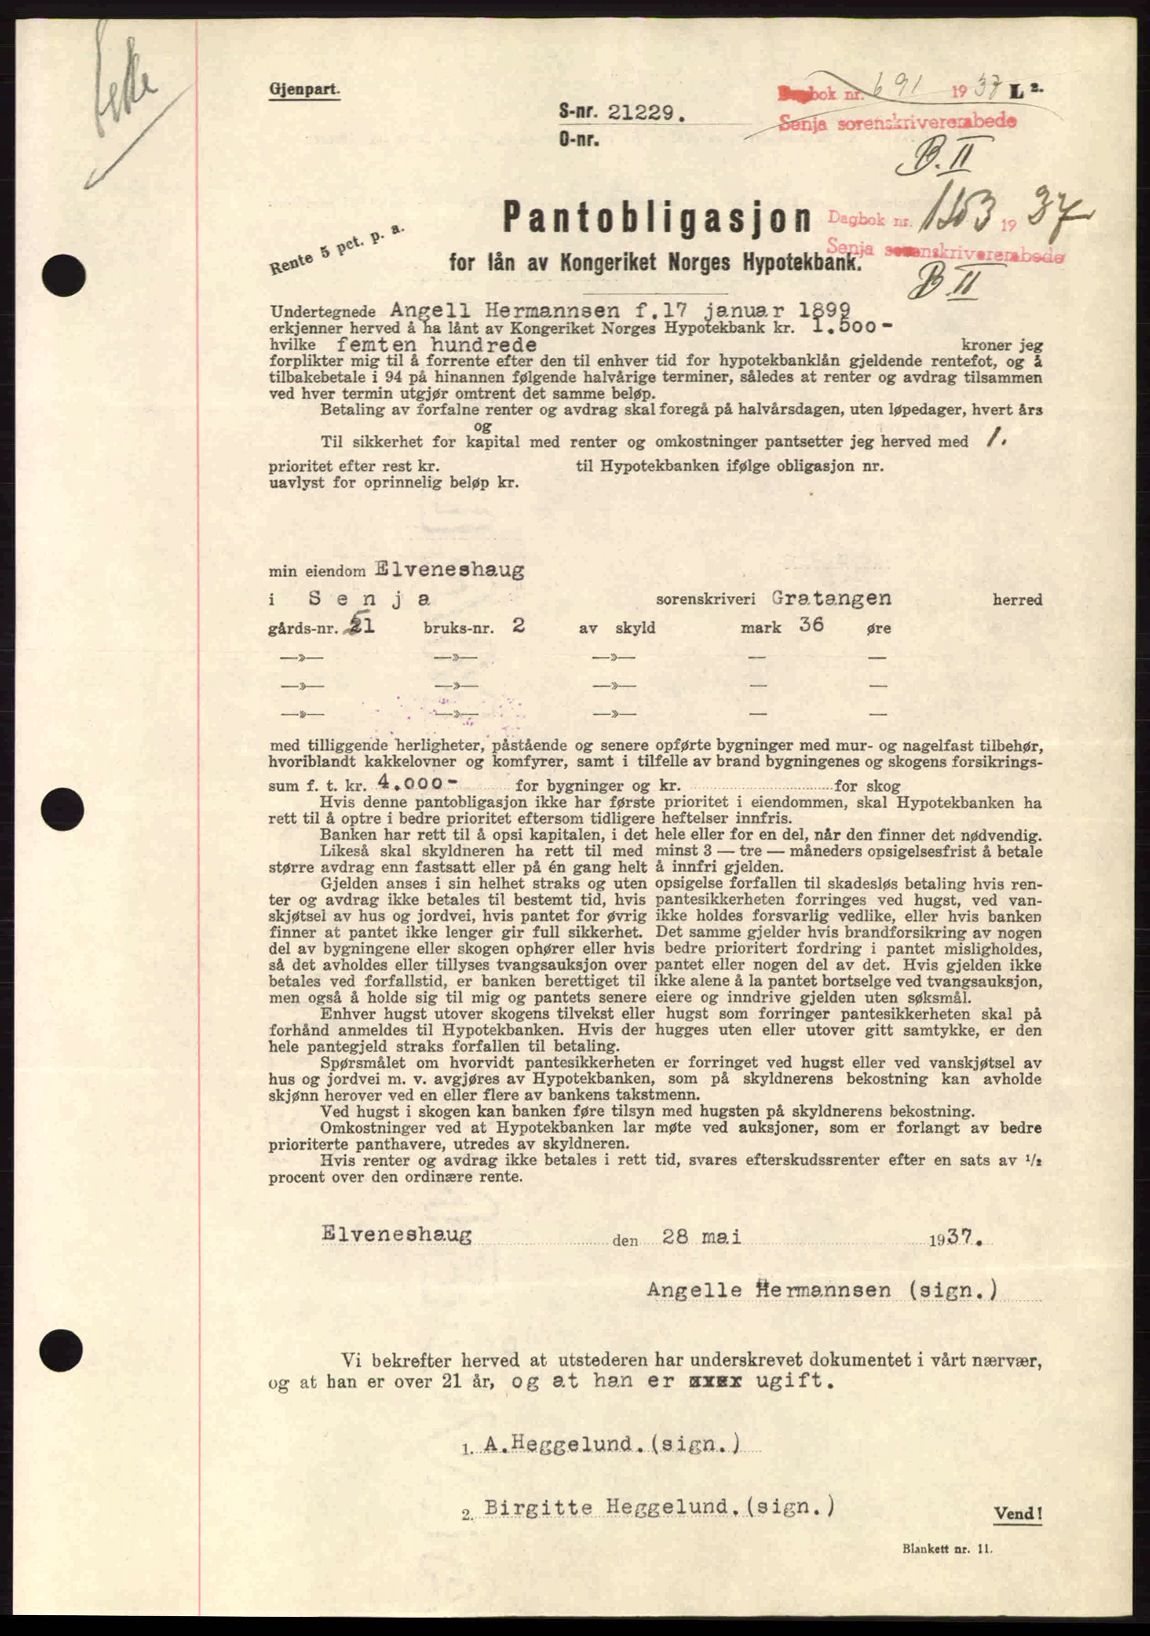 Gjenpart.
Dagbok nr. 691 1937 L 2.
S-nr. 21229.
Senja sorenskriverembede
O-nr.
B. II
Pantobligasjon
Dagbok nr. 1193 1937
Rente 5 pct. p. a.
Senja sorenskriverembede
for lån av Kongeriket Norges Hypotekbank.
B II
Undertegnede Angell Hermannsen f.17 januar 1899
erkjenner herved å ha lånt av Kongeriket Norges Hypotekbank kr. 1.500-
hvilke femten hundrede kroner jeg
forplikter mig til å forrente efter den til enhver tid for hypotekbanklån gjeldende rentefot, og å
tilbakebetale i 94 på hinannen følgende halvårige terminer, således at renter og avdrag tilsammen
ved hver termin utgjør omtrent det samme beløp.
Betaling av forfalne renter og avdrag skal foregå på halvårsdagen, uten løpedager, hvert års
og
Til sikkerhet for kapital med renter og omkostninger pantsetter jeg herved med 1.
prioritet efter rest kr. til Hypotekbanken ifølge obligasjon nr.
uavlyst for oprinnelig beløp kr.
min eiendom Elveneshaug
i Senja sorenskriveri Gratangen herred
gårds-nr. 51 bruks-nr. 2 av skyld mark 36 øre
—»— —»— —»— — —
—»— —»— —»— — —
—»— —»— —»— — —
med tilliggende herligheter, påstående og senere opførte bygninger med mur- og nagelfast tilbehør,
hvoriblandt kakkelovner og komfyrer, samt i tilfelle av brand bygningenes og skogens forsikrings-
sum f. t. kr. 4.000- for bygninger og kr. for skog
Hvis denne pantobligasjon ikke har første prioritet i eiendommen, skal Hypotekbanken ha
rett til å optre i bedre prioritet eftersom tidligere heftelser innfris.
Banken har rett til å opsi kapitalen, i det hele eller for en del, når den finner det nødvendig.
Likeså skal skyldneren ha rett til med minst 3 — tre — måneders opsigelsesfrist å betale
større avdrag enn fastsatt eller på én gang helt å innfri gjelden.
Gjelden anses i sin helhet straks og uten opsigelse forfallen til skadesløs betaling hvis ren-
ter og avdrag ikke betales til bestemt tid, hvis pantesikkerheten forringes ved hugst, ved van-
skjøtsel av hus og jordvei, hvis pantet for øvrig ikke holdes forsvarlig vedlike, eller hvis banken
finner at pantet ikke lenger gir full sikkerhet. Det samme gjelder hvis brandforsikring av nogen
del av bygningene eller skogen ophører eller hvis bedre prioritert fordring i pantet misligholdes,
så det avholdes eller tillyses tvangsauksjon over pantet eller nogen del av det. Hvis gjelden ikke
betales ved forfallstid, er banken berettiget til ikke alene å la pantet bortselge ved tvangsauksjon,
men også å holde sig til mig og pantets senere eiere og inndrive gjelden uten søksmål.
Enhver hugst utover skogens tilvekst eller hugst som forringer pantesikkerheten skal på
forhånd anmeldes til Hypotekbanken. Hvis der hugges uten eller utover gitt samtykke, er den
hele pantegjeld straks forfallen til betaling.
Spørsmålet om hvorvidt pantesikkerheten er forringet ved hugst eller ved vanskjøtsel av
hus og jordvei m. v. avgjøres av Hypotekbanken, som på skyldnerens bekostning kan avholde
skjønn herover ved en eller flere av bankens takstmenn.
Ved hugst i skogen kan banken føre tilsyn med hugsten på skyldnerens bekostning.
Omkostninger ved at Hypotekbanken lar møte ved auksjoner, som er forlangt av bedre
prioriterte panthavere, utredes av skyldneren.
Hvis renter og avdrag ikke betales i rett tid, svares efterskudssrenter efter en sats av 1/2
procent over den ordinære rente.
Elveneshaug den 28 mai 1937.
Angelle Hermannsen (sign.)
Vi bekrefter herved at utstederen har underskrevet dokumentet i vårt nærvær,
og at han er over 21 år, og at han er ugift.
1. A.Heggelund.(sign.)
2. Birgitte Heggelund.(sign.)
Vend!
Blankett nr. 11.